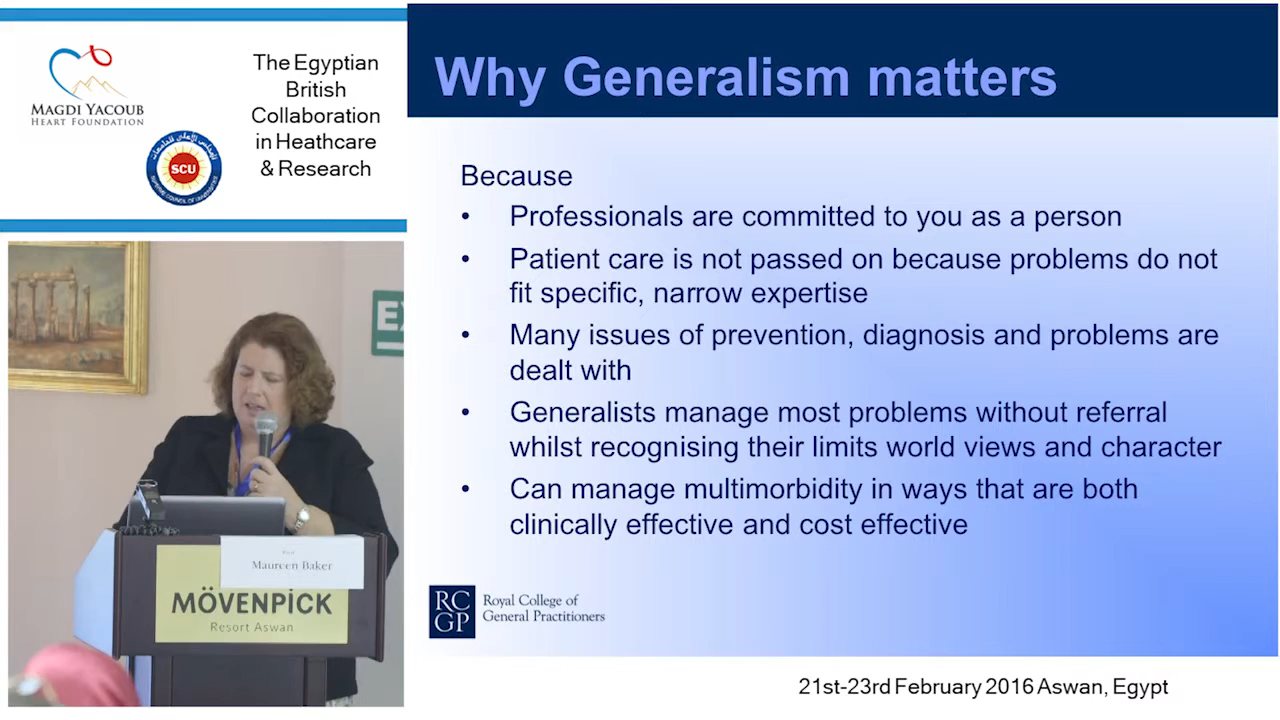 MAGDI YACOUB
HEART FOUNDATION
SCU
The Egyptian
British
Collaboration
in Heathcare
& Research
Why Generalism matters
Because
• Professionals are committed to you as a person
• Patient care is not passed on because problems do not
fit specific, narrow expertise
• Many issues of prevention, diagnosis and problems are
dealt with
• Generalists manage most problems without referral
whilst recognising their limits world views and character
• Can manage multimorbidity in ways that are both
clinically effective and cost effective
EX
Maureen Baker
MÖVENPICK
Resort Aswan
RC
GP
Royal College of
General Practitioners
21st-23rd February 2016 Aswan, Egypt